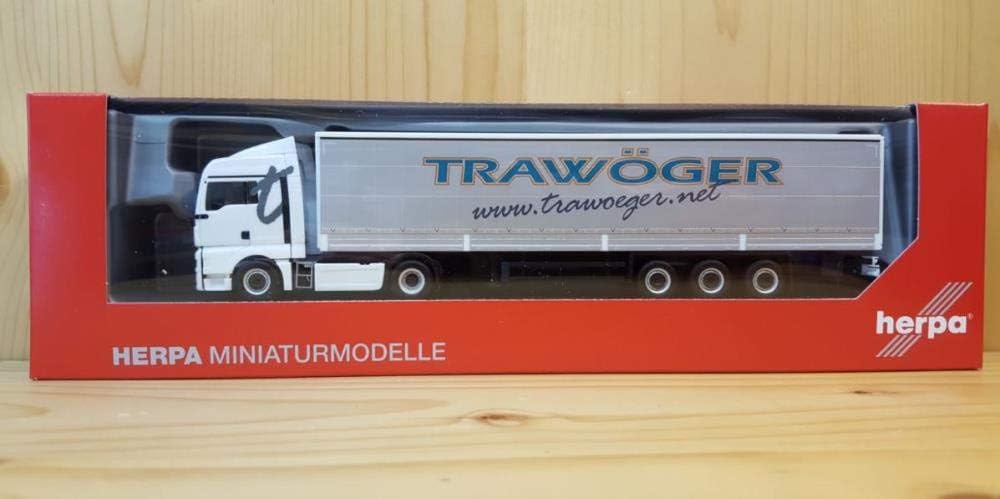 t
TRAWÖGER
www.trawoeger.net
HERPA MINIATURMODELLE
herpa®